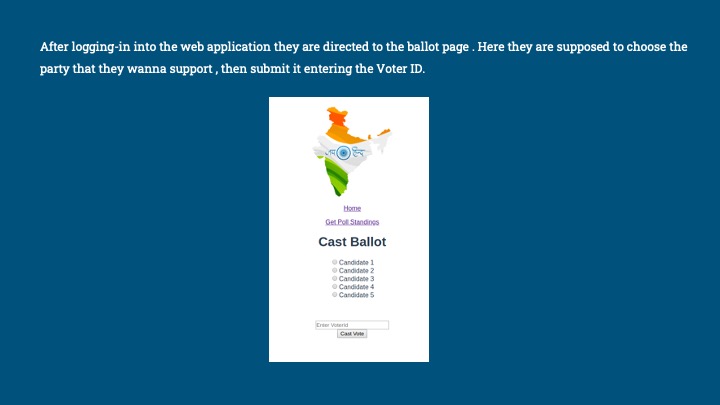 After logging-in into the web application they are directed to the ballot page . Here they are supposed to choose the
party that they wanna support , then submit it entering the Voter ID.
जय हिन्द
Home
Get Poll Standings
Cast Ballot
Candidate 1
Candidate 2
Candidate 3
Candidate 4
Candidate 5
Enter VoterId
Cast Vote